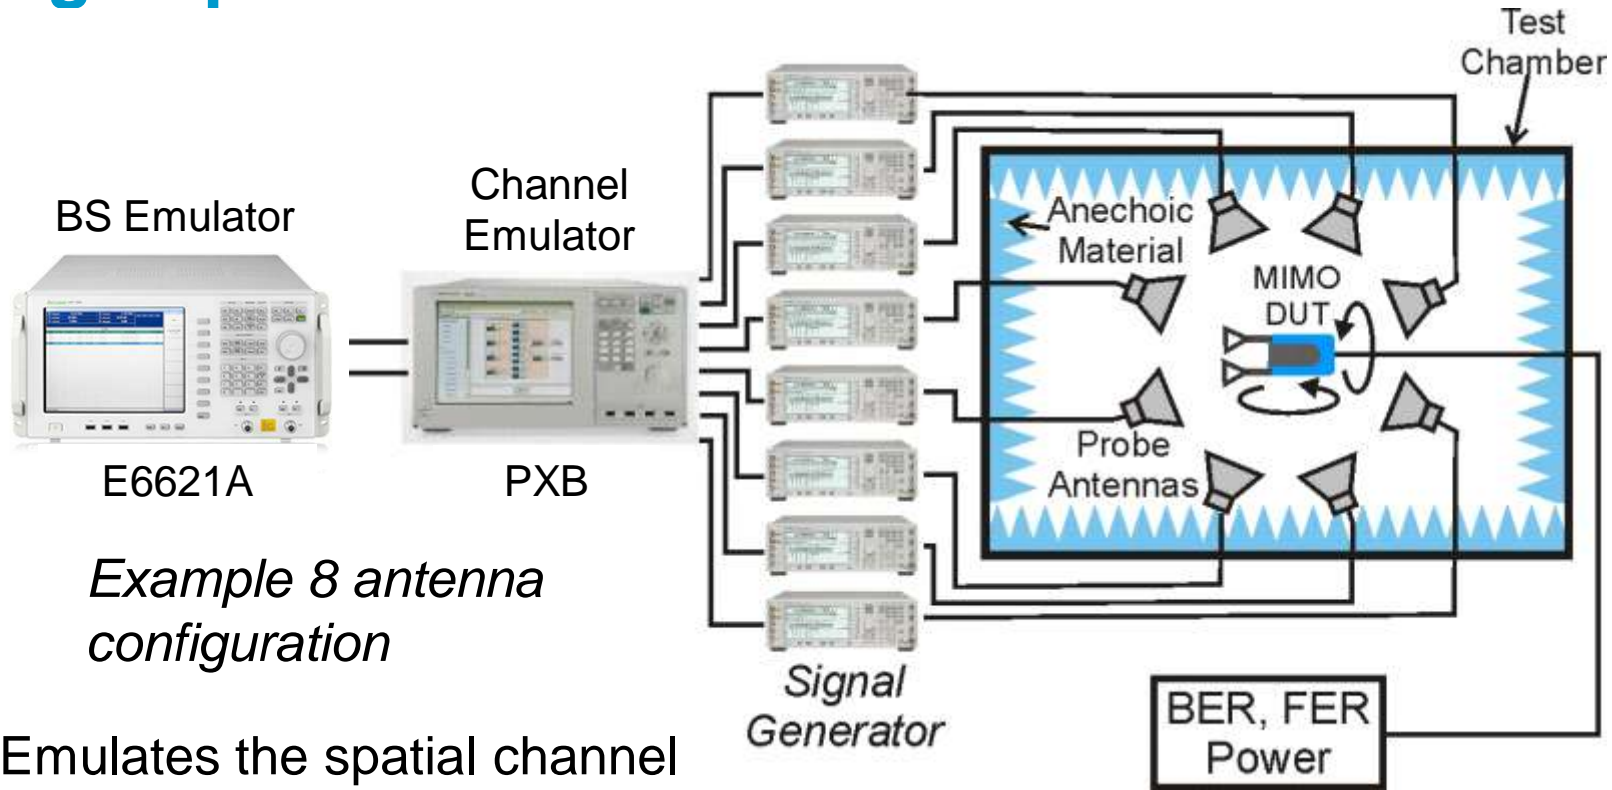 Test
Chamber
Channel
Emulator
BS Emulator
Anechoic
Material
MIMO
DUT
E6621A
PXB
Probe
Antennas
Example 8 antenna
configuration
Signal
Generator
BER, FER
Power
Emulates the spatial channel